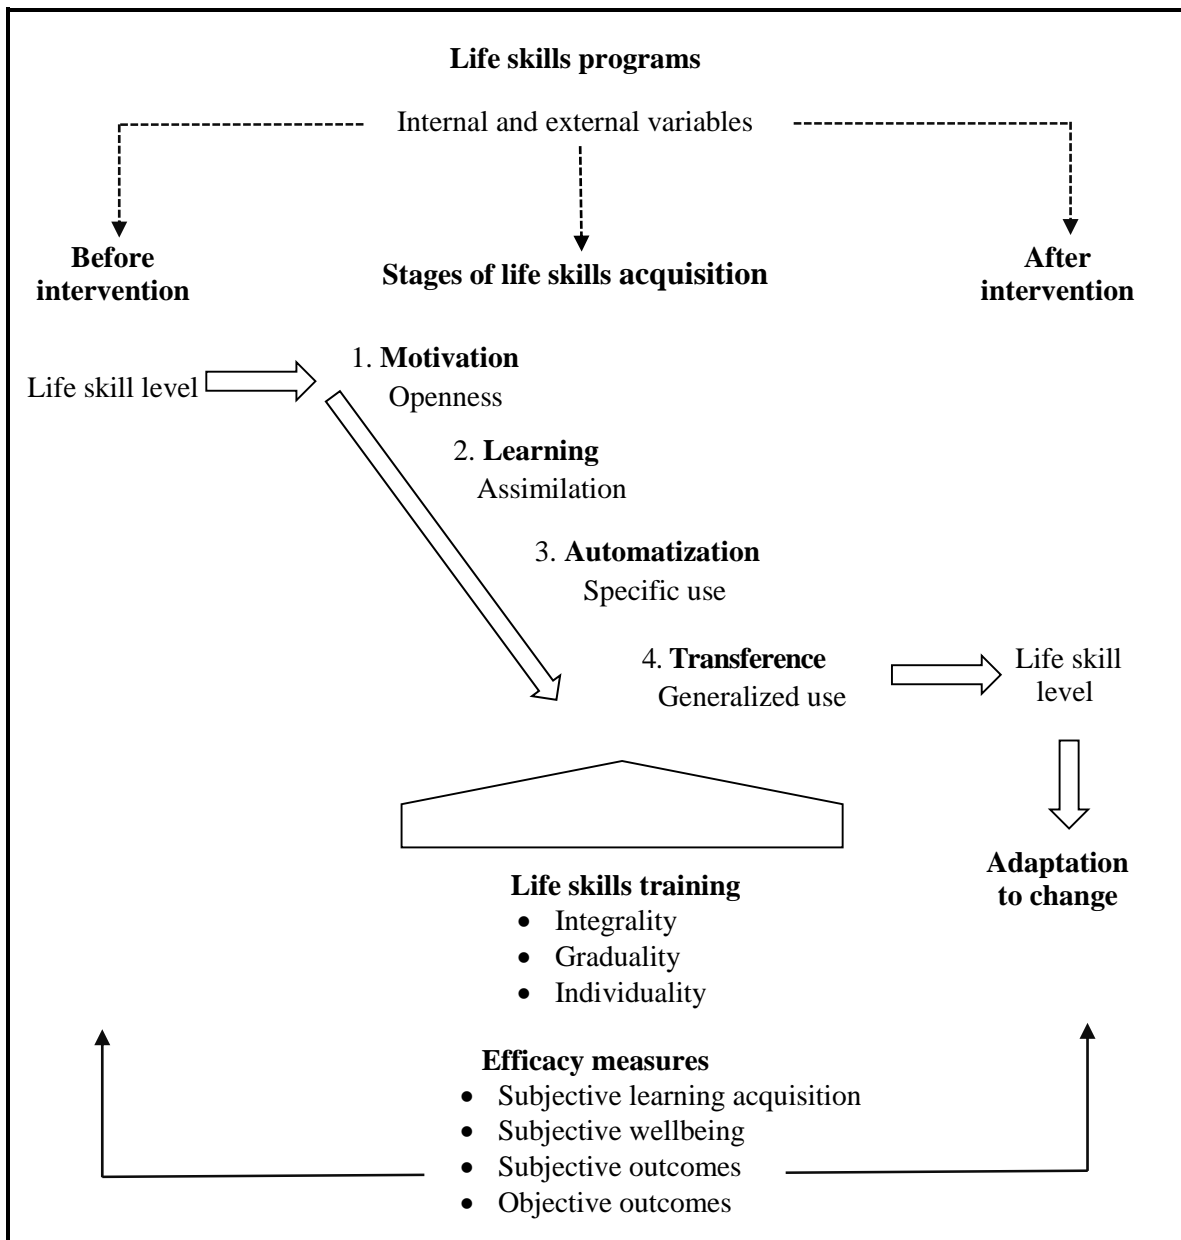 Life skills programs
Internal and external variables
Before
intervention
Stages of life skills acquisition
After
intervention
Life skill level
1. Motivation
Openness
2. Learning
Assimilation
3. Automatization
Specific use
4. Transference
Generalized use
Life skill
level
Adaptation
to change
Life skills training
• Integrality
• Graduality
• Individuality
Efficacy measures
• Subjective learning acquisition
• Subjective wellbeing
• Subjective outcomes
• Objective outcomes